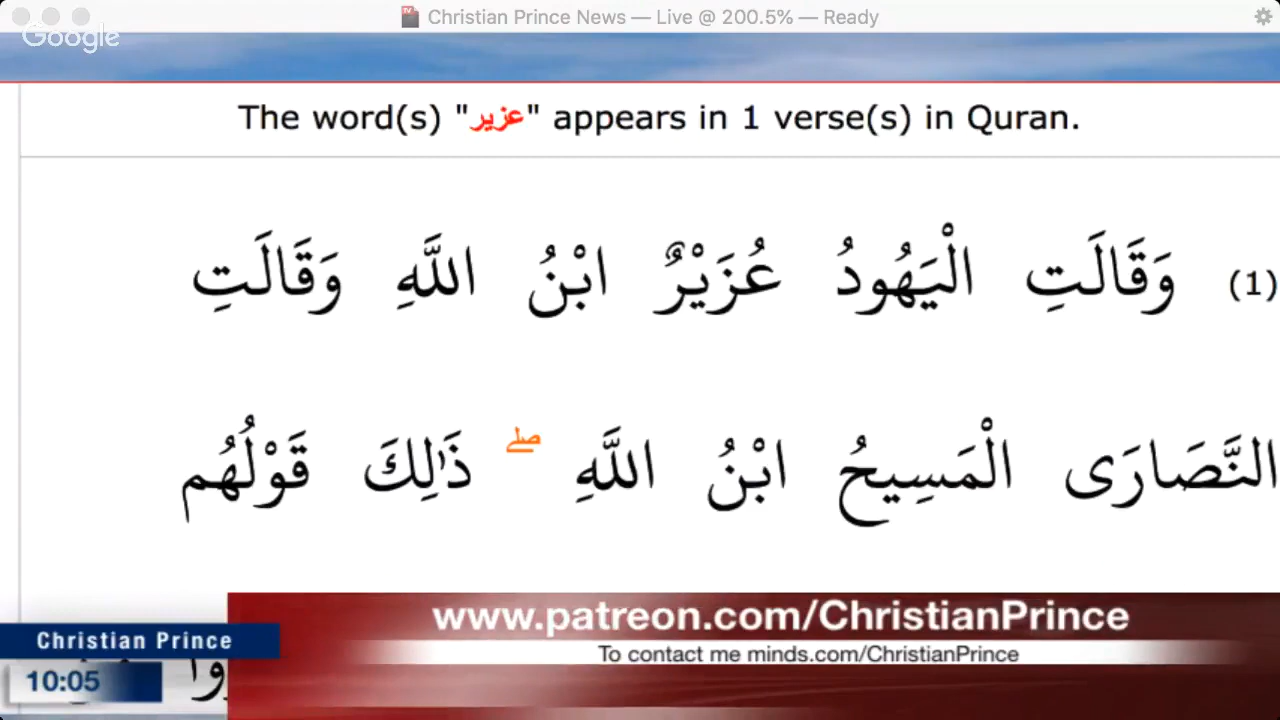 Christian Prince News — Live @ 200.5% — Ready
Google
The word(s) "عزير" appears in 1 verse(s) in Quran.
(1) وَقَالَتِ الْيَهُودُ عُزَيْرٌ ابْنُ اللَّهِ وَقَالَتِ
النَّصَارَى الْمَسِيحُ ابْنُ اللَّهِ ۖ ذَٰلِكَ قَوْلُهُم
www.patreon.com/ChristianPrince
Christian Prince
To contact me minds.com/ChristianPrince
10:05